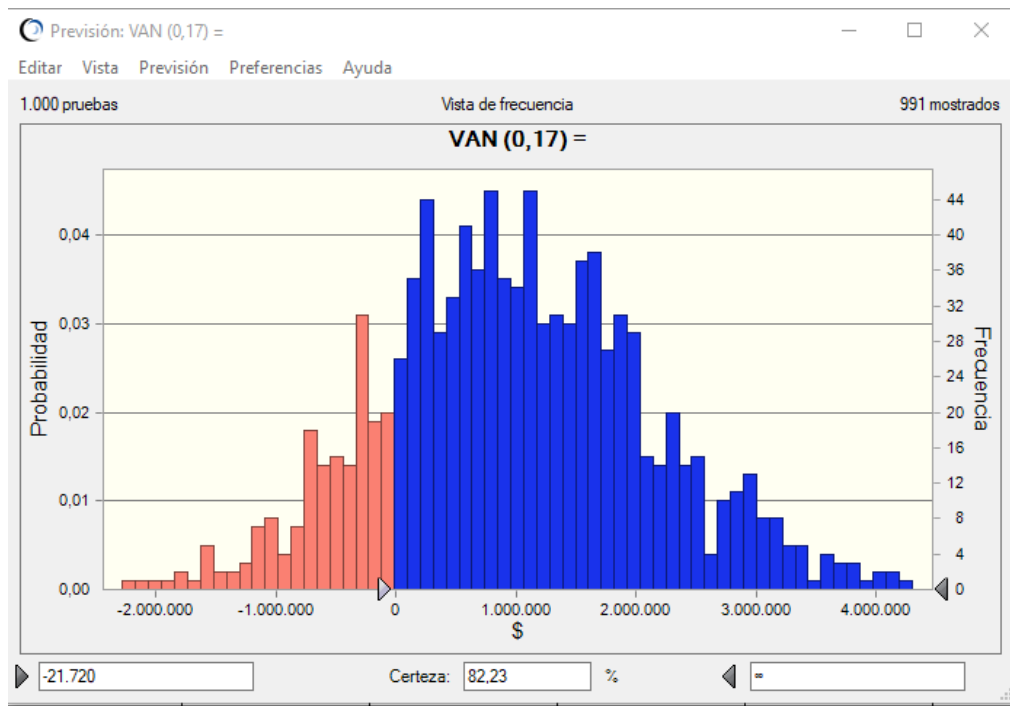 Previsión: VAN (0,17) =
Editar Vista Previsión Preferencias Ayuda
1.000 pruebas Vista de frecuencia 991 mostrados
VAN (0,17) =
Probabilidad
0,04
0,03
0,02
0,01
0,00
44
40
36
32
28
24
20
16
12
8
4
0
Frecuencia
-2.000.000 -1.000.000 0 1.000.000 2.000.000 3.000.000 4.000.000
$
-21.720 Certeza: 82,23 % ∞